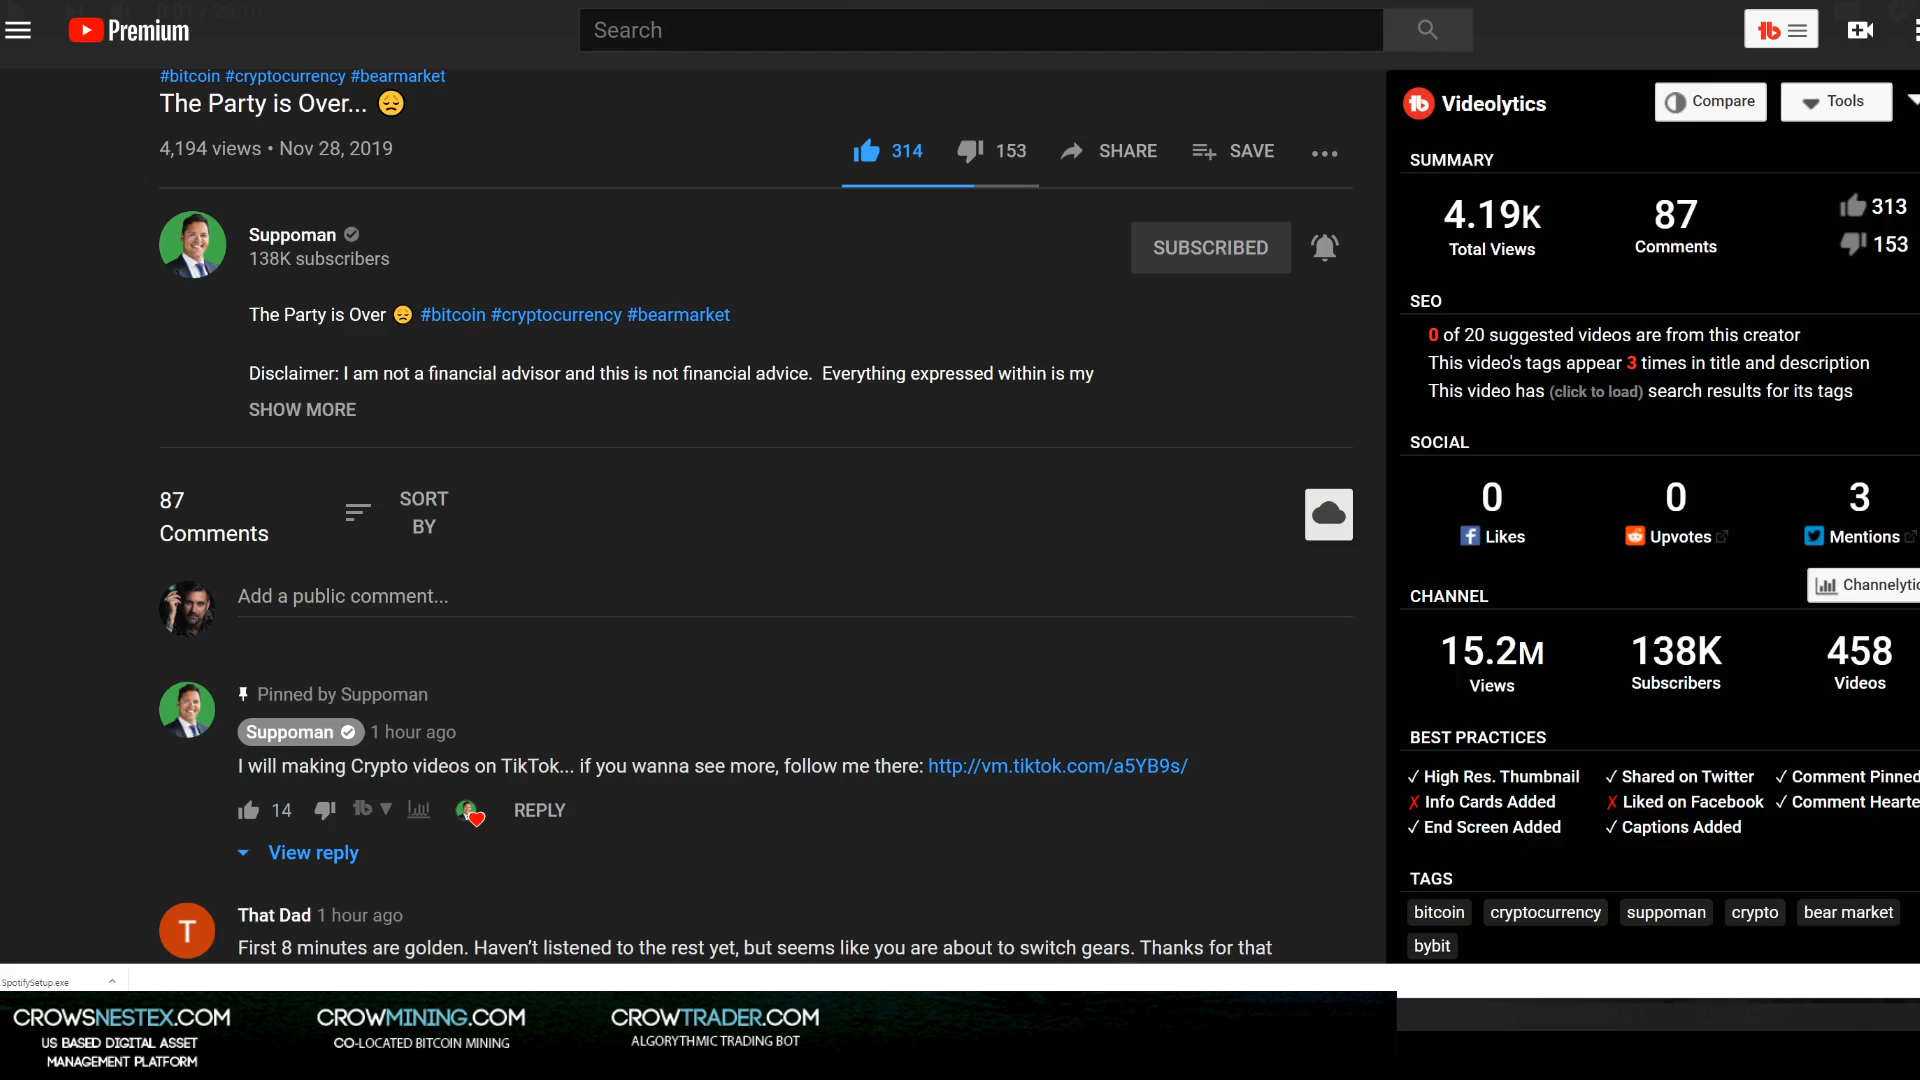 Premium
Search
#bitcoin #cryptocurrency #bearmarket
The Party is Over...
4,194 views • Nov 28, 2019
314
153
SHARE
SAVE
Suppoman
138K subscribers
SUBSCRIBED
The Party is Over #bitcoin #cryptocurrency #bearmarket
Disclaimer: I am not a financial advisor and this is not financial advice.  Everything expressed within is my
SHOW MORE
87
Comments
SORT
BY
Add a public comment...
Pinned by Suppoman
Suppoman 1 hour ago
I will making Crypto videos on TikTok... if you wanna see more, follow me there: http://vm.tiktok.com/a5YB9s/
14
REPLY
View reply
T
That Dad 1 hour ago
First 8 minutes are golden. Haven't listened to the rest yet, but seems like you are about to switch gears. Thanks for that
Videolytics
Compare
Tools
SUMMARY
4.19K
Total Views
87
Comments
313
153
SEO
0 of 20 suggested videos are from this creator
This video's tags appear 3 times in title and description
This video has (click to load) search results for its tags
SOCIAL
0
Likes
0
Upvotes
3
Mentions
CHANNEL
Channelytic
15.2M
Views
138K
Subscribers
458
Videos
BEST PRACTICES
✓ High Res. Thumbnail ✓ Shared on Twitter ✓ Comment Pinned
✗ Info Cards Added ✗ Liked on Facebook ✓ Comment Hearte
✓ End Screen Added ✓ Captions Added
TAGS
bitcoin cryptocurrency suppoman crypto bear market
bybit
SpotifySetup.exe
CROWSNESTEX.COM
US BASED DIGITAL ASSET
MANAGEMENT PLATFORM
CROWMINING.COM
CO-LOCATED BITCOIN MINING
CROWTRADER.COM
ALGORYTHMIC TRADING BOT